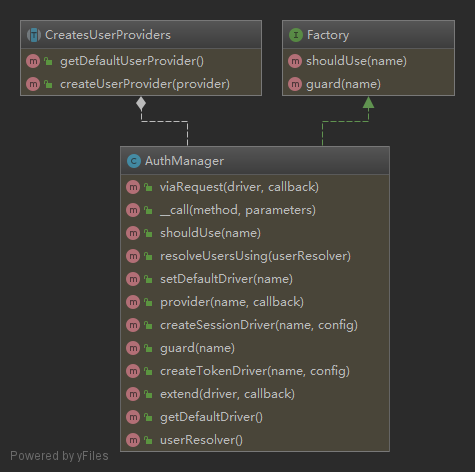 CreatesUserProviders
getDefaultUserProvider()
createUserProvider(provider)
Factory
shouldUse(name)
guard(name)
AuthManager
viaRequest(driver, callback)
__call(method, parameters)
shouldUse(name)
resolveUsersUsing(userResolver)
setDefaultDriver(name)
provider(name, callback)
createSessionDriver(name, config)
guard(name)
createTokenDriver(name, config)
extend(driver, callback)
getDefaultDriver()
userResolver()
Powered by yFiles